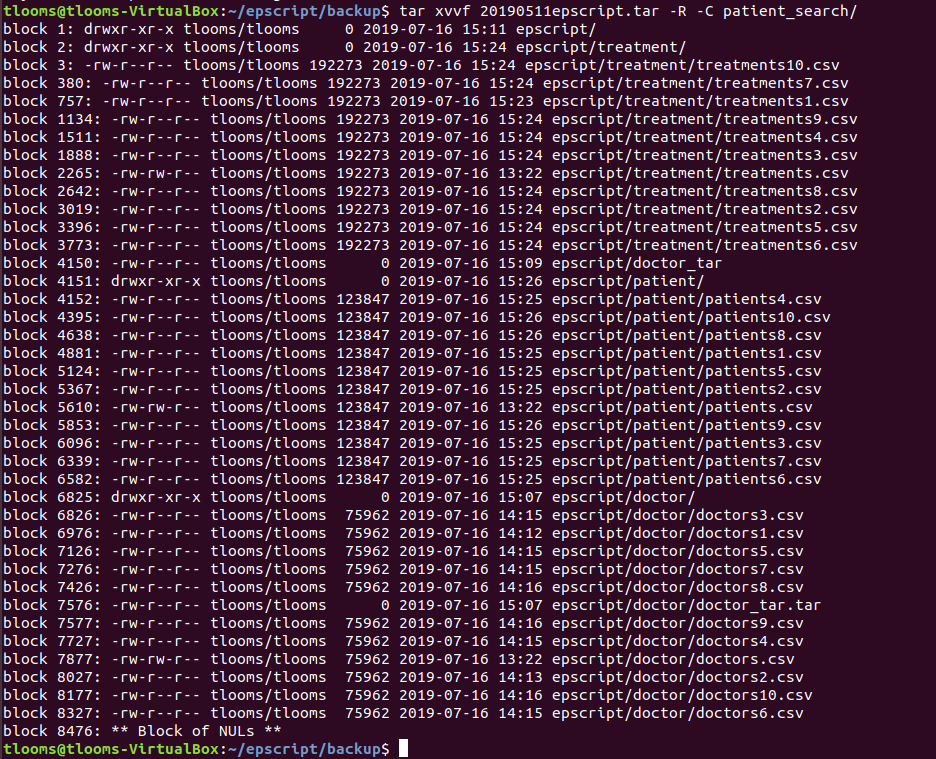 tlooms@tlooms-VirtualBox:~/epscript/backup$ tar xvvf 20190511epscript.tar -R -C patient_search/
block 1: drwxr-xr-x tlooms/tlooms     0 2019-07-16 15:11 epscript/
block 2: drwxr-xr-x tlooms/tlooms     0 2019-07-16 15:24 epscript/treatment/
block 3: -rw-r--r-- tlooms/tlooms 192273 2019-07-16 15:24 epscript/treatment/treatments10.csv
block 380: -rw-r--r-- tlooms/tlooms 192273 2019-07-16 15:24 epscript/treatment/treatments7.csv
block 757: -rw-r--r-- tlooms/tlooms 192273 2019-07-16 15:23 epscript/treatment/treatments1.csv
block 1134: -rw-r--r-- tlooms/tlooms 192273 2019-07-16 15:24 epscript/treatment/treatments9.csv
block 1511: -rw-r--r-- tlooms/tlooms 192273 2019-07-16 15:24 epscript/treatment/treatments4.csv
block 1888: -rw-r--r-- tlooms/tlooms 192273 2019-07-16 15:24 epscript/treatment/treatments3.csv
block 2265: -rw-rw-r-- tlooms/tlooms 192273 2019-07-16 13:22 epscript/treatment/treatments.csv
block 2642: -rw-r--r-- tlooms/tlooms 192273 2019-07-16 15:24 epscript/treatment/treatments8.csv
block 3019: -rw-r--r-- tlooms/tlooms 192273 2019-07-16 15:24 epscript/treatment/treatments2.csv
block 3396: -rw-r--r-- tlooms/tlooms 192273 2019-07-16 15:24 epscript/treatment/treatments5.csv
block 3773: -rw-r--r-- tlooms/tlooms 192273 2019-07-16 15:24 epscript/treatment/treatments6.csv
block 4150: -rw-r--r-- tlooms/tlooms      0 2019-07-16 15:09 epscript/doctor_tar
block 4151: drwxr-xr-x tlooms/tlooms      0 2019-07-16 15:26 epscript/patient/
block 4152: -rw-r--r-- tlooms/tlooms 123847 2019-07-16 15:25 epscript/patient/patients4.csv
block 4395: -rw-r--r-- tlooms/tlooms 123847 2019-07-16 15:26 epscript/patient/patients10.csv
block 4638: -rw-r--r-- tlooms/tlooms 123847 2019-07-16 15:26 epscript/patient/patients8.csv
block 4881: -rw-r--r-- tlooms/tlooms 123847 2019-07-16 15:25 epscript/patient/patients1.csv
block 5124: -rw-r--r-- tlooms/tlooms 123847 2019-07-16 15:25 epscript/patient/patients5.csv
block 5367: -rw-r--r-- tlooms/tlooms 123847 2019-07-16 15:25 epscript/patient/patients2.csv
block 5610: -rw-rw-r-- tlooms/tlooms 123847 2019-07-16 13:22 epscript/patient/patients.csv
block 5853: -rw-r--r-- tlooms/tlooms 123847 2019-07-16 15:26 epscript/patient/patients9.csv
block 6096: -rw-r--r-- tlooms/tlooms 123847 2019-07-16 15:25 epscript/patient/patients3.csv
block 6339: -rw-r--r-- tlooms/tlooms 123847 2019-07-16 15:25 epscript/patient/patients7.csv
block 6582: -rw-r--r-- tlooms/tlooms 123847 2019-07-16 15:25 epscript/patient/patients6.csv
block 6825: drwxr-xr-x tlooms/tlooms      0 2019-07-16 15:07 epscript/doctor/
block 6826: -rw-r--r-- tlooms/tlooms  75962 2019-07-16 14:15 epscript/doctor/doctors3.csv
block 6976: -rw-r--r-- tlooms/tlooms  75962 2019-07-16 14:12 epscript/doctor/doctors1.csv
block 7126: -rw-r--r-- tlooms/tlooms  75962 2019-07-16 14:15 epscript/doctor/doctors5.csv
block 7276: -rw-r--r-- tlooms/tlooms  75962 2019-07-16 14:15 epscript/doctor/doctors7.csv
block 7426: -rw-r--r-- tlooms/tlooms  75962 2019-07-16 14:16 epscript/doctor/doctors8.csv
block 7576: -rw-r--r-- tlooms/tlooms      0 2019-07-16 15:07 epscript/doctor/doctor_tar.tar
block 7577: -rw-r--r-- tlooms/tlooms  75962 2019-07-16 14:16 epscript/doctor/doctors9.csv
block 7727: -rw-r--r-- tlooms/tlooms  75962 2019-07-16 14:15 epscript/doctor/doctors4.csv
block 7877: -rw-rw-r-- tlooms/tlooms  75962 2019-07-16 13:22 epscript/doctor/doctors.csv
block 8027: -rw-r--r-- tlooms/tlooms  75962 2019-07-16 14:13 epscript/doctor/doctors2.csv
block 8177: -rw-r--r-- tlooms/tlooms  75962 2019-07-16 14:16 epscript/doctor/doctors10.csv
block 8327: -rw-r--r-- tlooms/tlooms  75962 2019-07-16 14:15 epscript/doctor/doctors6.csv
block 8476: ** Block of NULs **
tlooms@tlooms-VirtualBox:~/epscript/backup$